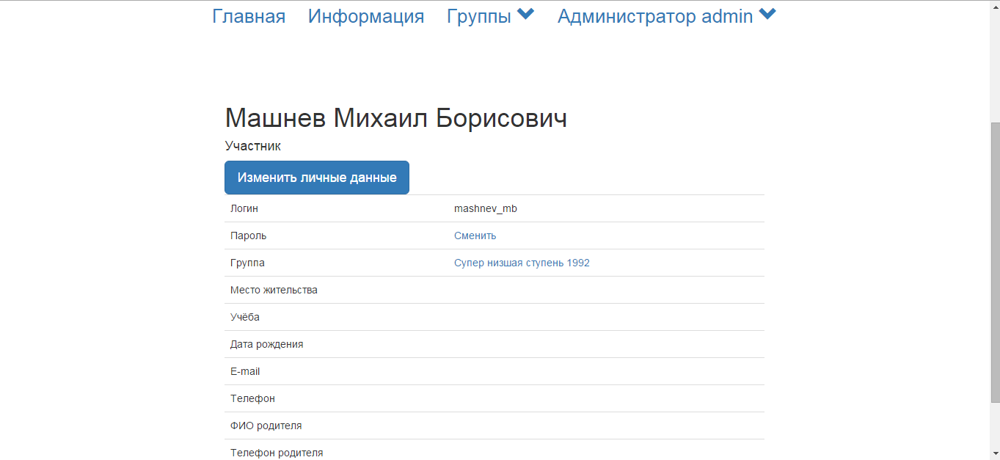 Главная Информация Группы Администратор admin
Машнев Михаил Борисович
Участник
Изменить личные данные
Логин mashnev_mb
Пароль Сменить
Группа Супер низшая ступень 1992
Место жительства
Учёба
Дата рождения
E-mail
Телефон
ФИО родителя
Телефон родителя